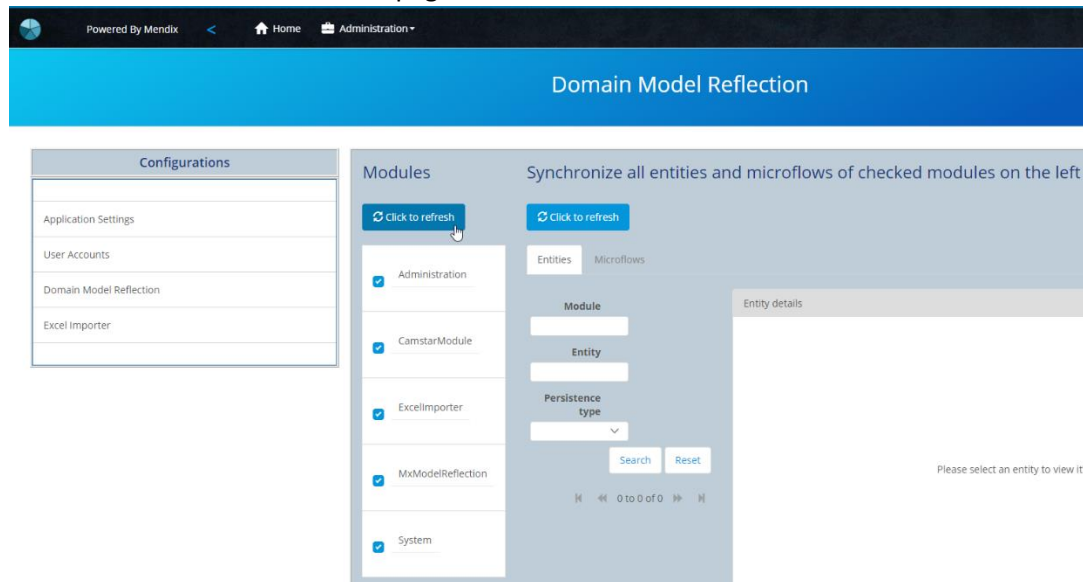 Powered By Mendix < Home Administration
Domain Model Reflection
Configurations
Application Settings
User Accounts
Domain Model Reflection
Excel Importer
Modules
Click to refresh
Administration
CamstarModule
ExcelImporter
MxModelReflection
System
Synchronize all entities and microflows of checked modules on the left
Click to refresh
Entities Microflows
Module
Entity
Persistence
type
Search Reset
0 to 0 of 0
Entity details
Please select an entity to view it